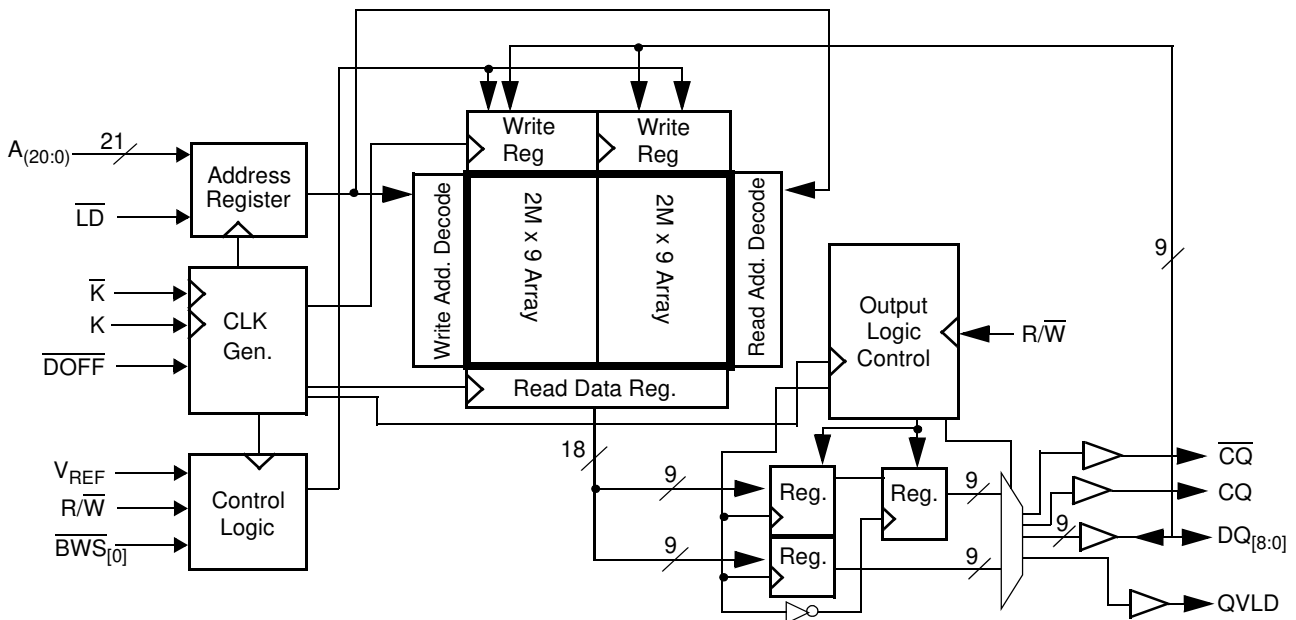 A(20:0)
21
LD
Address
Register
K
K
DOFF
CLK
Gen.
VREF
R/W
BWS[0]
Control
Logic
Write
Reg
Write
Reg
Write Add. Decode
2M x 9 Array
2M x 9 Array
Read Add. Decode
Read Data Reg.
18
9
9
Output
Logic
Control
R/W
Reg.
Reg.
Reg.
9
9
9
9
CQ
CQ
DQ[8:0]
QVLD